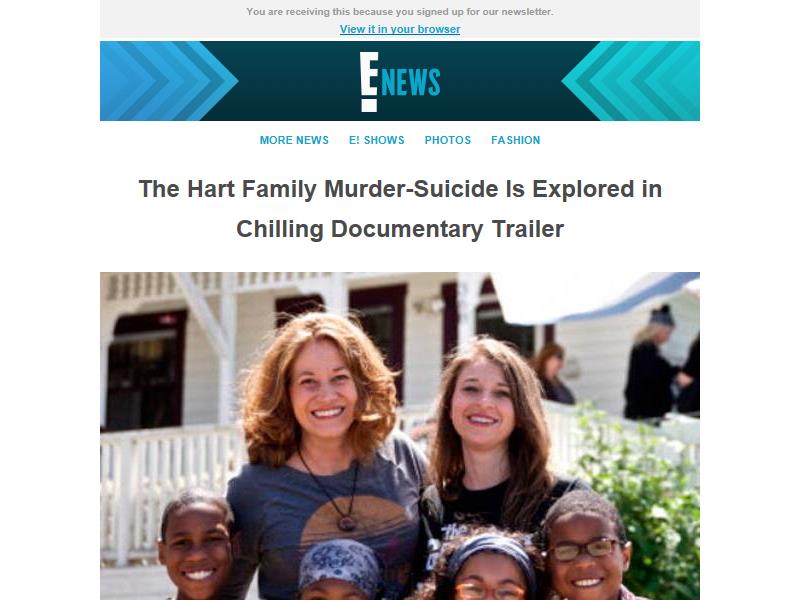 You are receiving this because you signed up for our newsletter.
View it in your browser
E! NEWS
MORE NEWS E! SHOWS PHOTOS FASHION
The Hart Family Murder-Suicide Is Explored in
Chilling Documentary Trailer
the